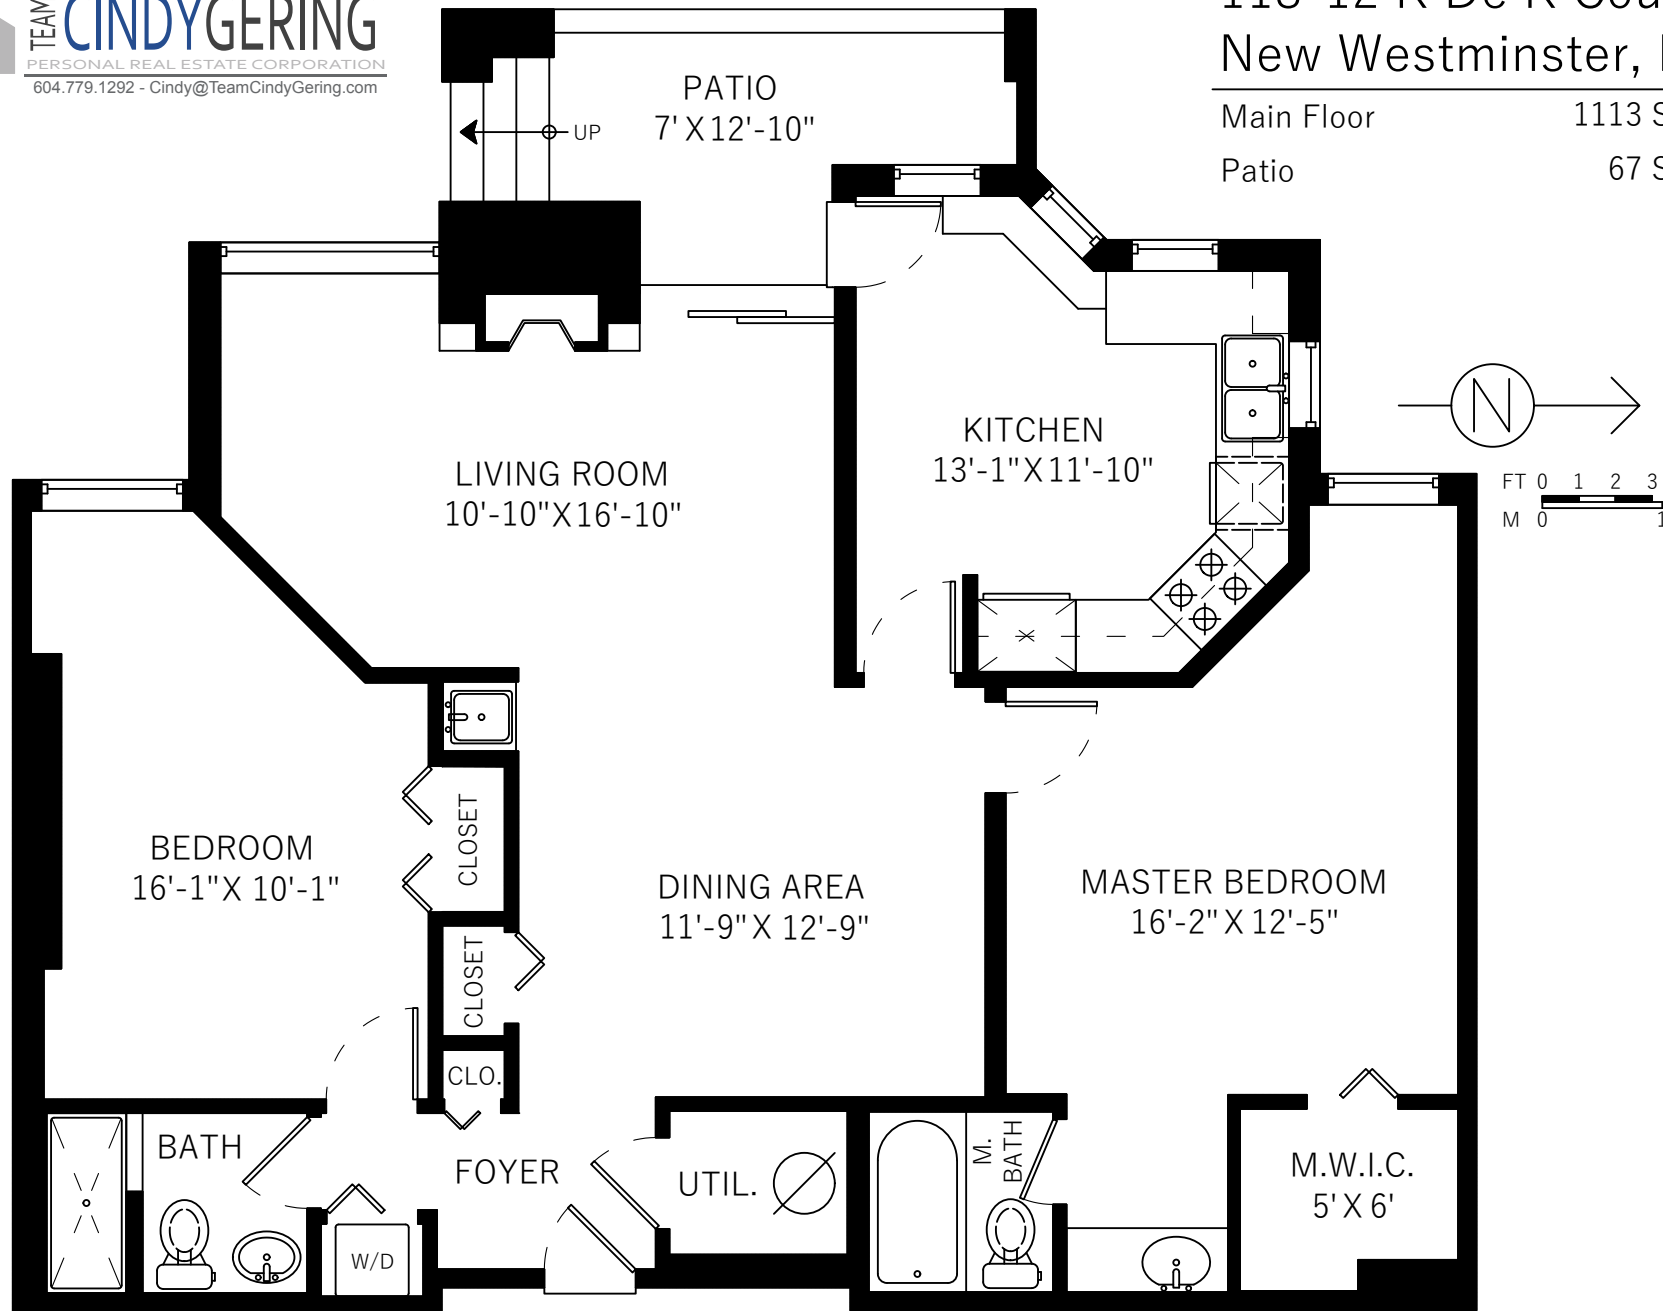 TEAM
CINDYGERING
PERSONAL REAL ESTATE CORPORATION
604.779.1292 - Cindy@TeamCindyGering.com
New Westminster,
Main Floor 1113 S
Patio 67 S
PATIO
7' X 12'-10"
UP
N
FT 0 1 2 3
M 0 1
KITCHEN
13'-1" X 11'-10"
LIVING ROOM
10'-10" X 16'-10"
BEDROOM
16'-1" X 10'-1"
CLOSET
CLOSET
CLO.
DINING AREA
11'-9" X 12'-9"
MASTER BEDROOM
16'-2" X 12'-5"
BATH
W/D
FOYER
UTIL.
M.
BATH
M.W.I.C.
5' X 6'